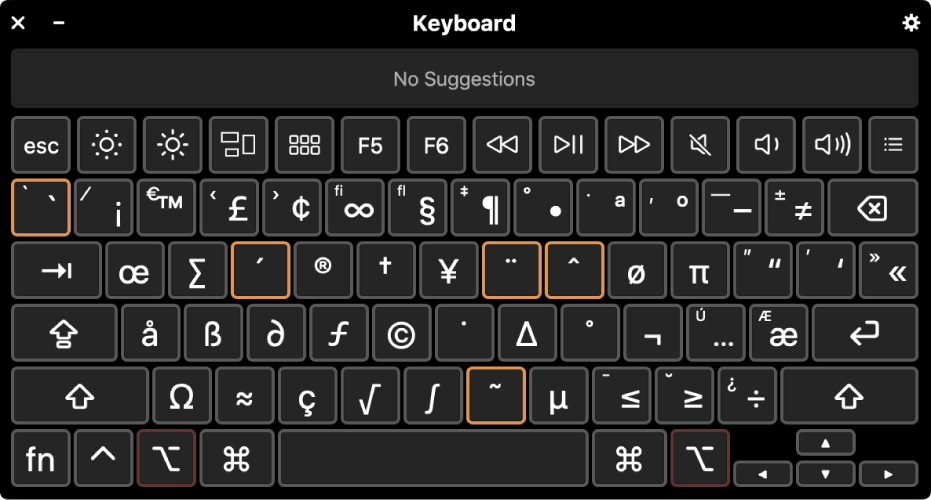 Keyboard
No Suggestions
esc F5 F6
` ` ⁄ ¡ € ™ ‹ £ › ¢ fi ∞ fl § ‡ ¶ ° • · ª ‚ º — – ± ≠
œ ∑ ´ ® † ¥ ¨ ˆ ø π ” “ ’ ‘ » «
å ß ∂ ƒ © ˙ ∆ ˚ ¬ Ú … Æ æ
Ω ≈ ç √ ∫ ˜ µ ¯ ≤ ˘ ≥ ¿ ÷
fn ^ ⌥ ⌘ ⌘ ⌥